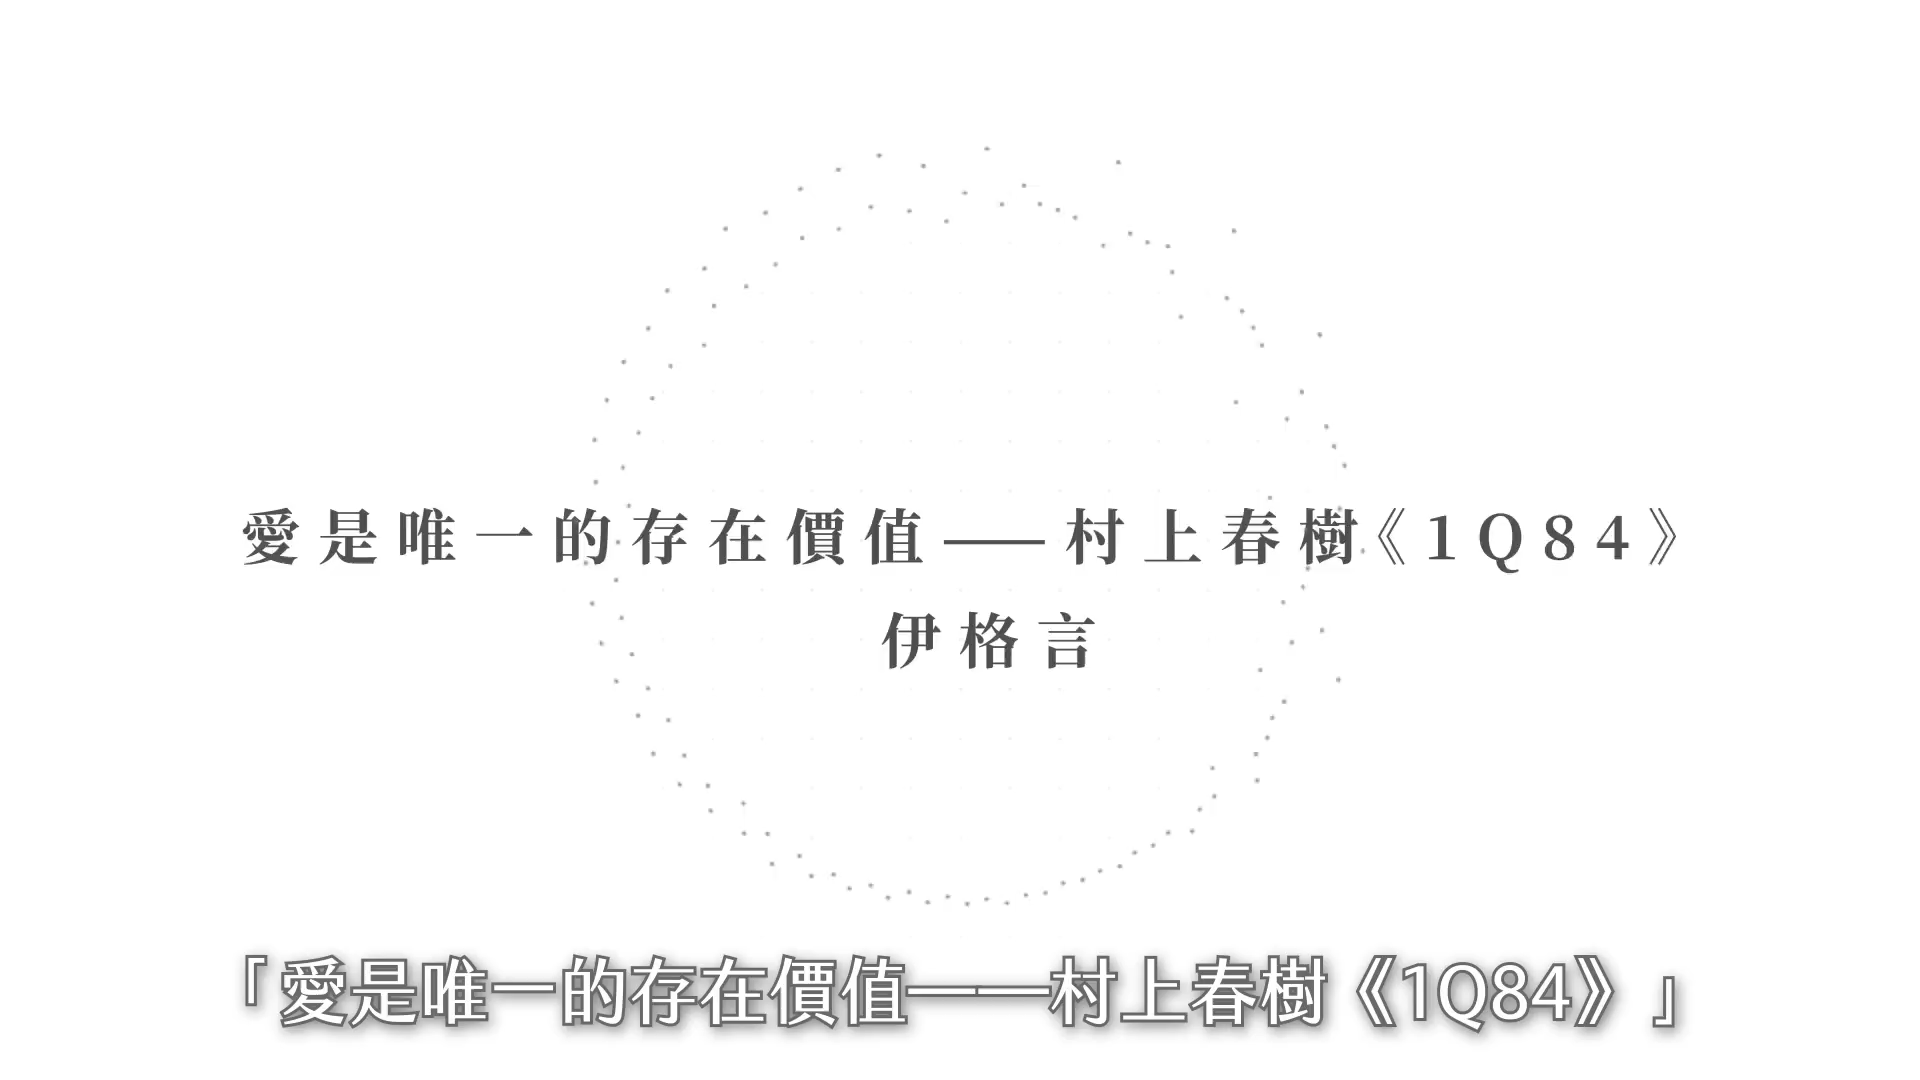 愛是唯一的存在價值——村上春樹《1Q84》
伊格言
「愛是唯一的存在價值——村上春樹《1Q84》」